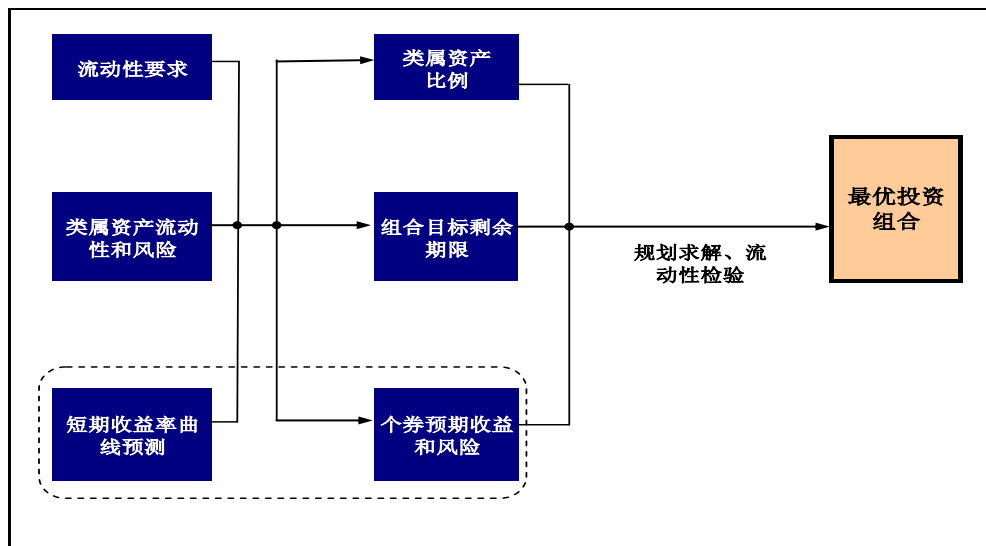 流动性要求
类属资产
比例
类属资产流动
性和风险
组合目标剩余
期限
最优投资
组合
规划求解、流
动性检验
短期收益率曲
线预测
个券预期收益
和风险